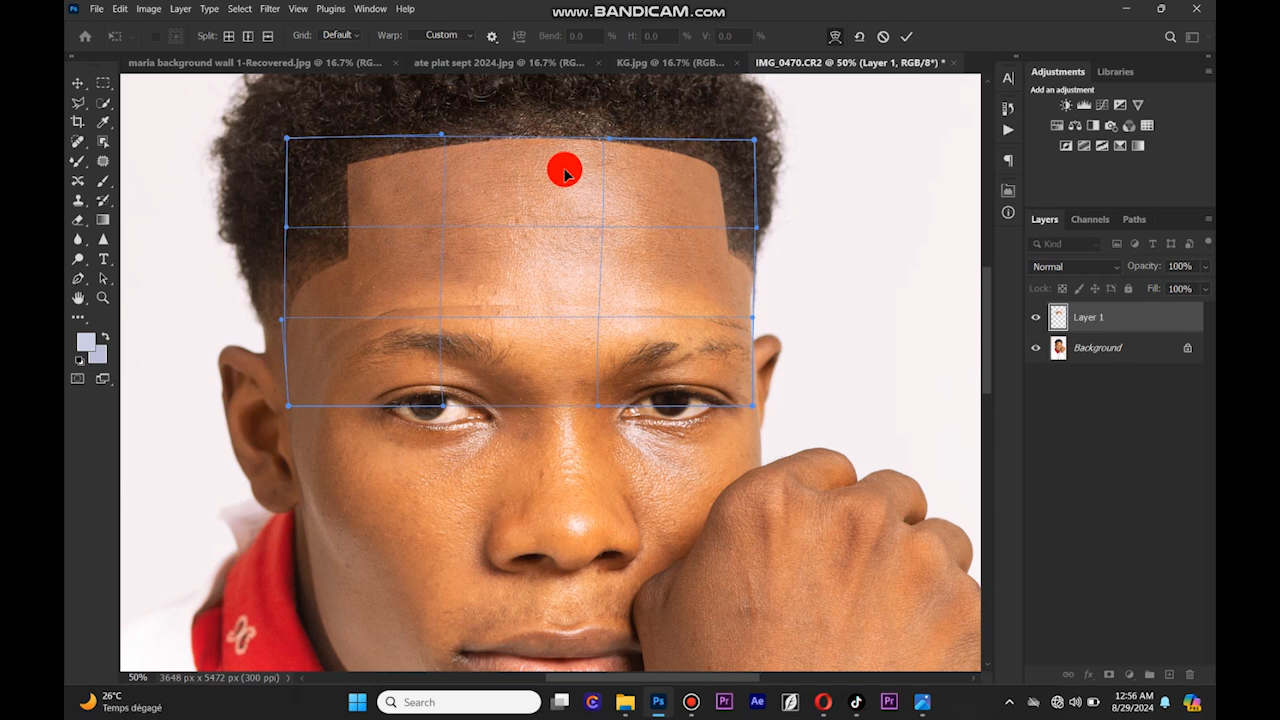 www.BANDICAM.com
File Edit Image Layer Type Select Filter View Plugins Window Help
Split: Grid: Default Warp: Custom Bend: 0.0 % H: 0.0 % V: 0.0 %
maria background wall 1-Recovered.jpg @ 16.7% (RG... × ate plat sept 2024.jpg @ 16.7% (RG... × KG.jpg @ 16.7% (RGB... × IMG_0470.CR2 @ 50% (Layer 1, RGB/8*) * ×
Adjustments Libraries
Add an adjustment
Layers Channels Paths
Kind
Normal Opacity: 100%
Lock: Fill: 100%
Layer 1
Background
50% 3648 px x 5472 px (300 ppi)
26°C
Temps dégagé
Search
12:56 AM
8/29/2024